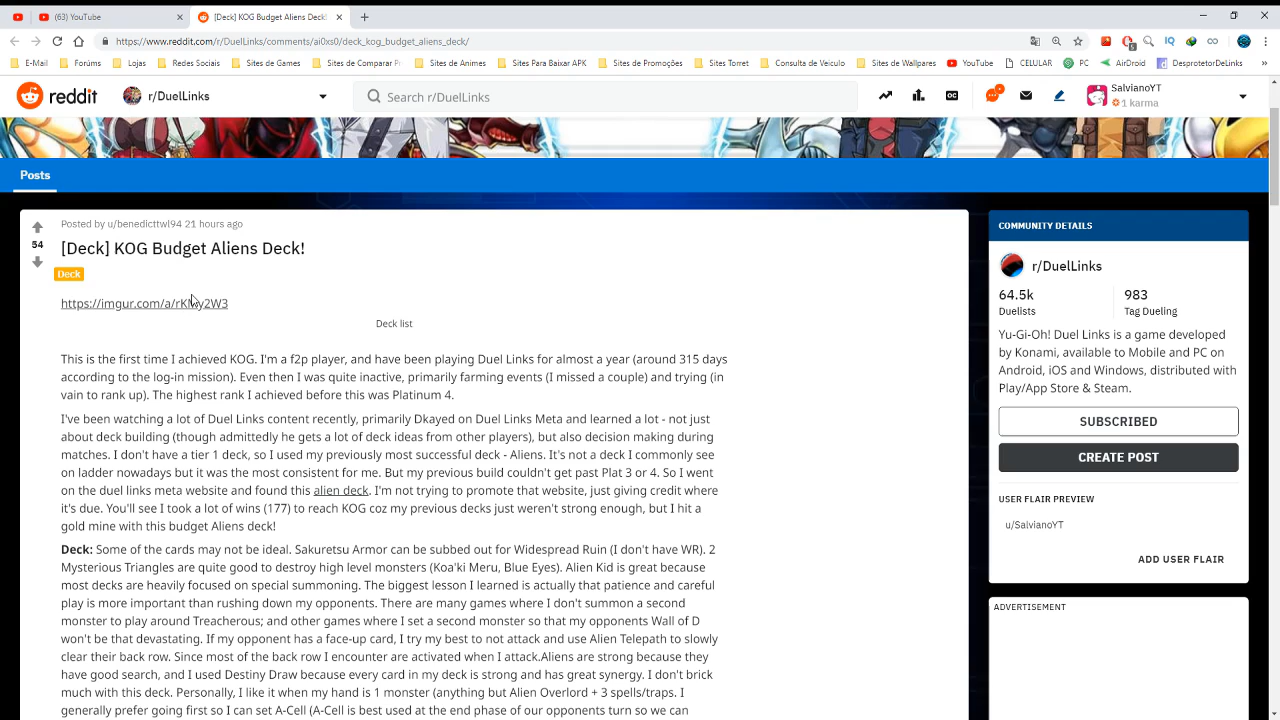 (63) YouTube
[Deck] KOG Budget Aliens Deck!
https://www.reddit.com/r/DuelLinks/comments/ai0xs0/deck_kog_budget_aliens_deck/
E-Mail
Forúms
Lojas
Redes Sociais
Sites de Games
Sites de Comparar P
Sites de Animes
Sites Para Baixar APK
Sites de Promoções
Sites Torret
Consulta de Veiculo
Sites de Wallpares
YouTube
CELULAR
PC
AirDroid
DesprotetorDeLinks
reddit
r/DuelLinks
Search r/DuelLinks
SalvianoYT
1 karma
Posts
Posted by u/benedicttwl94 21 hours ago
54
[Deck] KOG Budget Aliens Deck!
Deck
Deck list
This is the first time I achieved KOG. I'm a f2p player, and have been playing Duel Links for almost a year (around 315 days
according to the log-in mission). Even then I was quite inactive, primarily farming events (I missed a couple) and trying (in
vain to rank up). The highest rank I achieved before this was Platinum 4.
I've been watching a lot of Duel Links content recently, primarily Dkayed on Duel Links Meta and learned a lot - not just
about deck building (though admittedly he gets a lot of deck ideas from other players), but also decision making during
matches. I don't have a tier 1 deck, so I used my previously most successful deck - Aliens. It's not a deck I commonly see
on ladder nowadays but it was the most consistent for me. But my previous build couldn't get past Plat 3 or 4. So I went
on the duel links meta website and found this alien deck. I'm not trying to promote that website, just giving credit where
it's due. You'll see I took a lot of wins (177) to reach KOG coz my previous decks just weren't strong enough, but I hit a
gold mine with this budget Aliens deck!
Deck: Some of the cards may not be ideal. Sakuretsu Armor can be subbed out for Widespread Ruin (I don't have WR). 2
Mysterious Triangles are quite good to destroy high level monsters (Koa'ki Meru, Blue Eyes). Alien Kid is great because
most decks are heavily focused on special summoning. The biggest lesson I learned is actually that patience and careful
play is more important than rushing down my opponents. There are many games where I don't summon a second
monster to play around Treacherous; and other games where I set a second monster so that my opponents Wall of D
won't be that devastating. If my opponent has a face-up card, I try my best to not attack and use Alien Telepath to slowly
clear their back row. Since most of the back row I encounter are activated when I attack.Aliens are strong because they
have good search, and I used Destiny Draw because every card in my deck is strong and has great synergy. I don't brick
much with this deck. Personally, I like it when my hand is 1 monster (anything but Alien Overlord + 3 spells/traps. I
generally prefer going first so I can set A-Cell (A-Cell is best used at the end phase of our opponents turn so we can
COMMUNITY DETAILS
r/DuelLinks
64.5k
983
Duelists
Tag Dueling
Yu-Gi-Oh! Duel Links is a game developed
by Konami, available to Mobile and PC on
Android, iOS and Windows, distributed with
Play/App Store & Steam.
SUBSCRIBED
CREATE POST
USER FLAIR PREVIEW
u/SalvianoYT
ADD USER FLAIR
ADVERTISEMENT